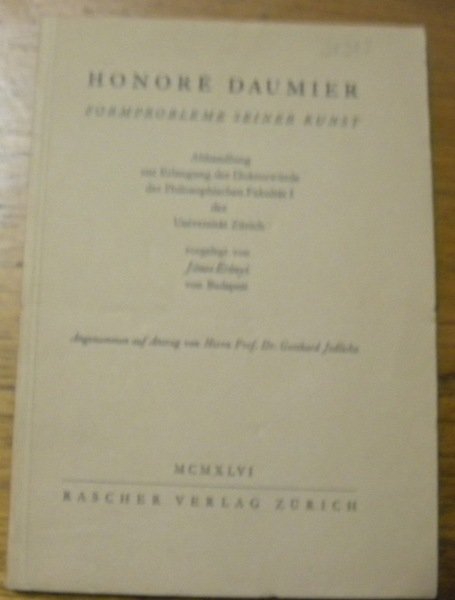 HONORÉ DAUMIER
FORMPROBLEME SEINER KUNST
Abhandlung
zur Erlangung der Doktorwürde
der Philosophischen Fakultät I
der
Universität Zürich
vorgelegt von
János Erényi
von Budapest
Angenommen auf Antrag von Herrn Prof. Dr. Gotthard Jedlicka
MCMXLVI
RASCHER VERLAG ZÜRICH